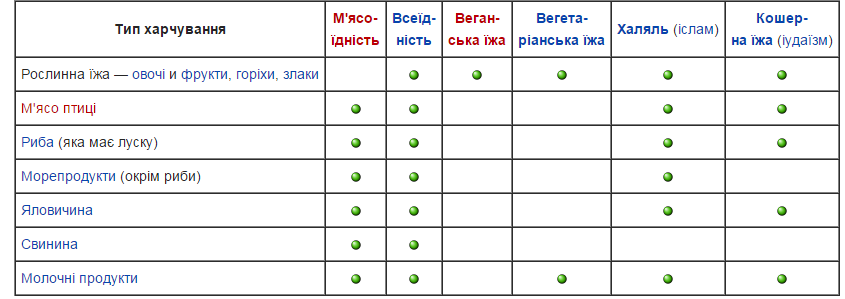 Тип харчування
М'ясо-
їдність
Всеїд-
ність
Веган-
ська їжа
Вегета-
ріанська їжа
Халяль (іслам)
Кошер-
на їжа (іудаїзм)
Рослинна їжа — овочі и фрукти, горіхи, злаки
М'ясо птиці
Риба (яка має луску)
Морепродукти (окрім риби)
Яловичина
Свинина
Молочні продукти